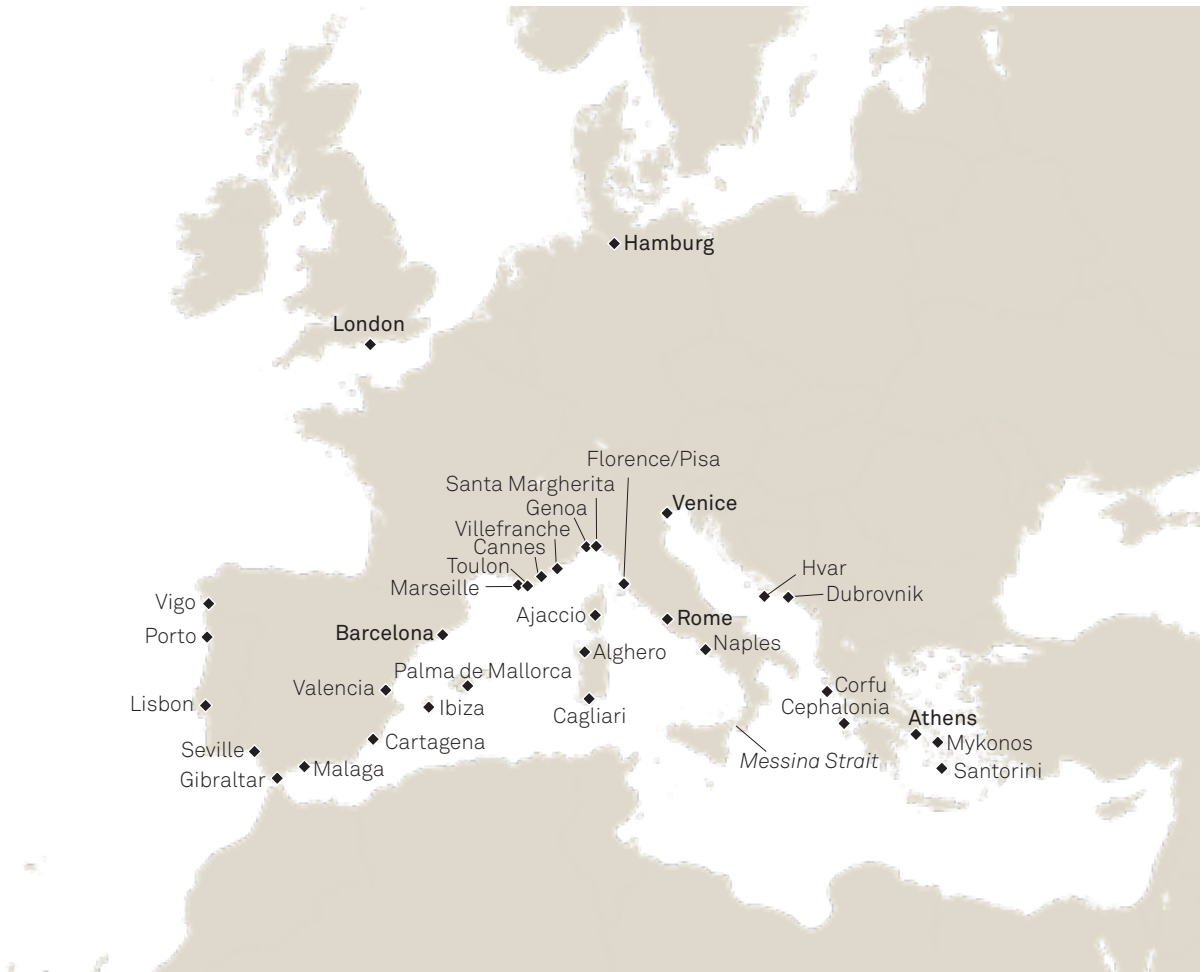 Hamburg
London
Florence/Pisa
Santa Margherita
Venice
Genoa
Villefranche
Cannes
Toulon
Marseille
Hvar
Dubrovnik
Vigo
Ajaccio
Rome
Porto
Barcelona
Naples
Alghero
Palma de Mallorca
Valencia
Corfu
Lisbon
Ibiza
Cagliari
Cephalonia
Athens
Cartagena
Mykonos
Seville
Messina Strait
Malaga
Santorini
Gibraltar